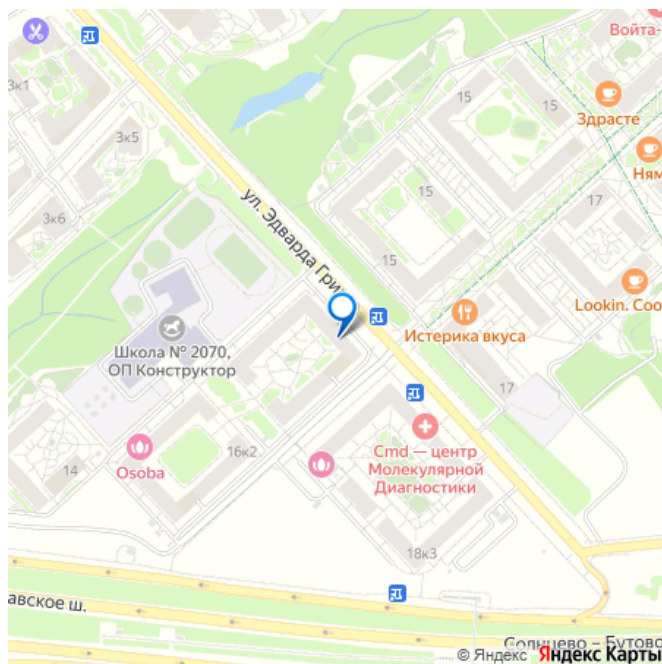 Войта-
15
15
Здрасте
3к1
3к5
Ням
15
17
3к6
ул. Эдварда Гри
15
Lookin. Coo
Истерика вкуса
Школа № 2070,
ОП Конструктор
17
16к2
Cmd — центр
Молекулярной
Диагностики
14
Osoba
18к3
авское ш.
Солнцево – Бутово
© Яндекс Яндекс Карты